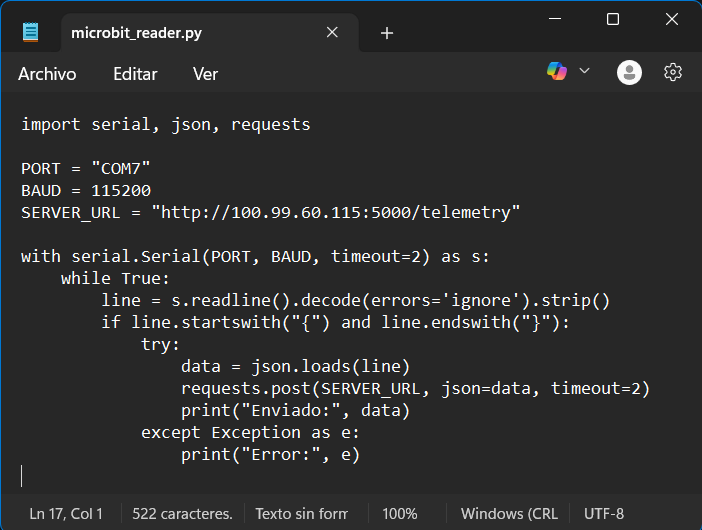 microbit_reader.py
Archivo Editar Ver
import serial, json, requests
PORT = "COM7"
BAUD = 115200
SERVER_URL = "http://100.99.60.115:5000/telemetry"
with serial.Serial(PORT, BAUD, timeout=2) as s:
    while True:
        line = s.readline().decode(errors='ignore').strip()
        if line.startswith("{") and line.endswith("}"):
            try:
                data = json.loads(line)
                requests.post(SERVER_URL, json=data, timeout=2)
                print("Enviado:", data)
            except Exception as e:
                print("Error:", e)
Ln 17, Col 1 522 caracteres. Texto sin form 100% Windows (CRL UTF-8